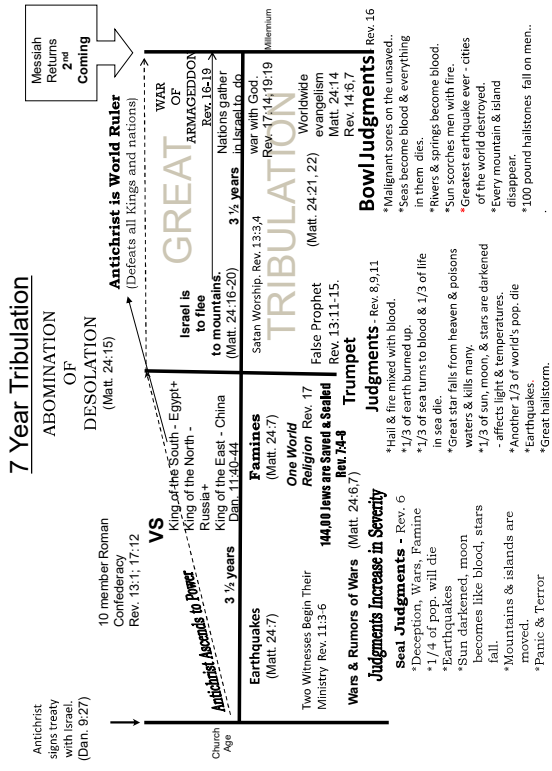 7 Year Tribulation
Antichrist
signs treaty
with Israel.
(Dan. 9:27)
10 member Roman
Confederacy
Rev. 13:1; 17:12
ABOMINATION
OF
DESOLATION
(Matt. 24:15)
Antichrist is World Ruler
(Defeats all Kings and nations)
Messiah
Returns
2nd
Coming
VS
King of the South - Egypt+
King of the North -
Russia+
King of the East - China
Dan. 11:40-44
Antichrist Ascends to Power
3 ½ years
Church
Age
Israel is
to flee
to mountains.
(Matt. 24:16-20)
GREAT
TRIBULATION
WAR
OF
ARMAGEDDON
Rev. 16-19
Nations gather
in Israel to do
war with God.
Rev. 17:14;19:19
3 ½ years
Millennium
Earthquakes
(Matt. 24:7)
Famines
(Matt. 24:7)
Satan Worship. Rev. 13:3,4
(Matt. 24:21, 22)
Two Witnesses Begin Their
Ministry Rev. 11:3-6
One World
Religion Rev. 17
144,00 Jews are Saved & Sealed
Rev. 7:4-8
False Prophet
Rev. 13:11-15.
Worldwide
evangelism
Matt. 24:14
Rev. 14:6,7
Wars & Rumors of Wars (Matt. 24:6,7)
Judgments Increase in Severity
Seal Judgments - Rev. 6
*Deception, Wars, Famine
*1/4 of pop. will die
*Earthquakes
*Sun darkened, moon
becomes like blood, stars
fall.
*Mountains & islands are
moved.
*Panic & Terror
Trumpet
Judgments - Rev. 8,9,11
*Hail & fire mixed with blood.
*1/3 of earth burned up.
*1/3 of sea turns to blood & 1/3 of life
in sea die.
*Great star falls from heaven & poisons
waters & kills many.
*1/3 of sun, moon, & stars are darkened
- affects light & temperatures.
*Another 1/3 of world's pop. die
*Earthquakes.
*Great hailstorm.
Bowl Judgments - Rev. 16
*Malignant sores on the unsaved..
*Seas become blood & everything
in them dies.
*Rivers & springs become blood.
*Sun scorches men with fire.
*Greatest earthquake ever - cities
of the world destroyed.
*Every mountain & island
disappear.
*100 pound hailstones fall on men..
.